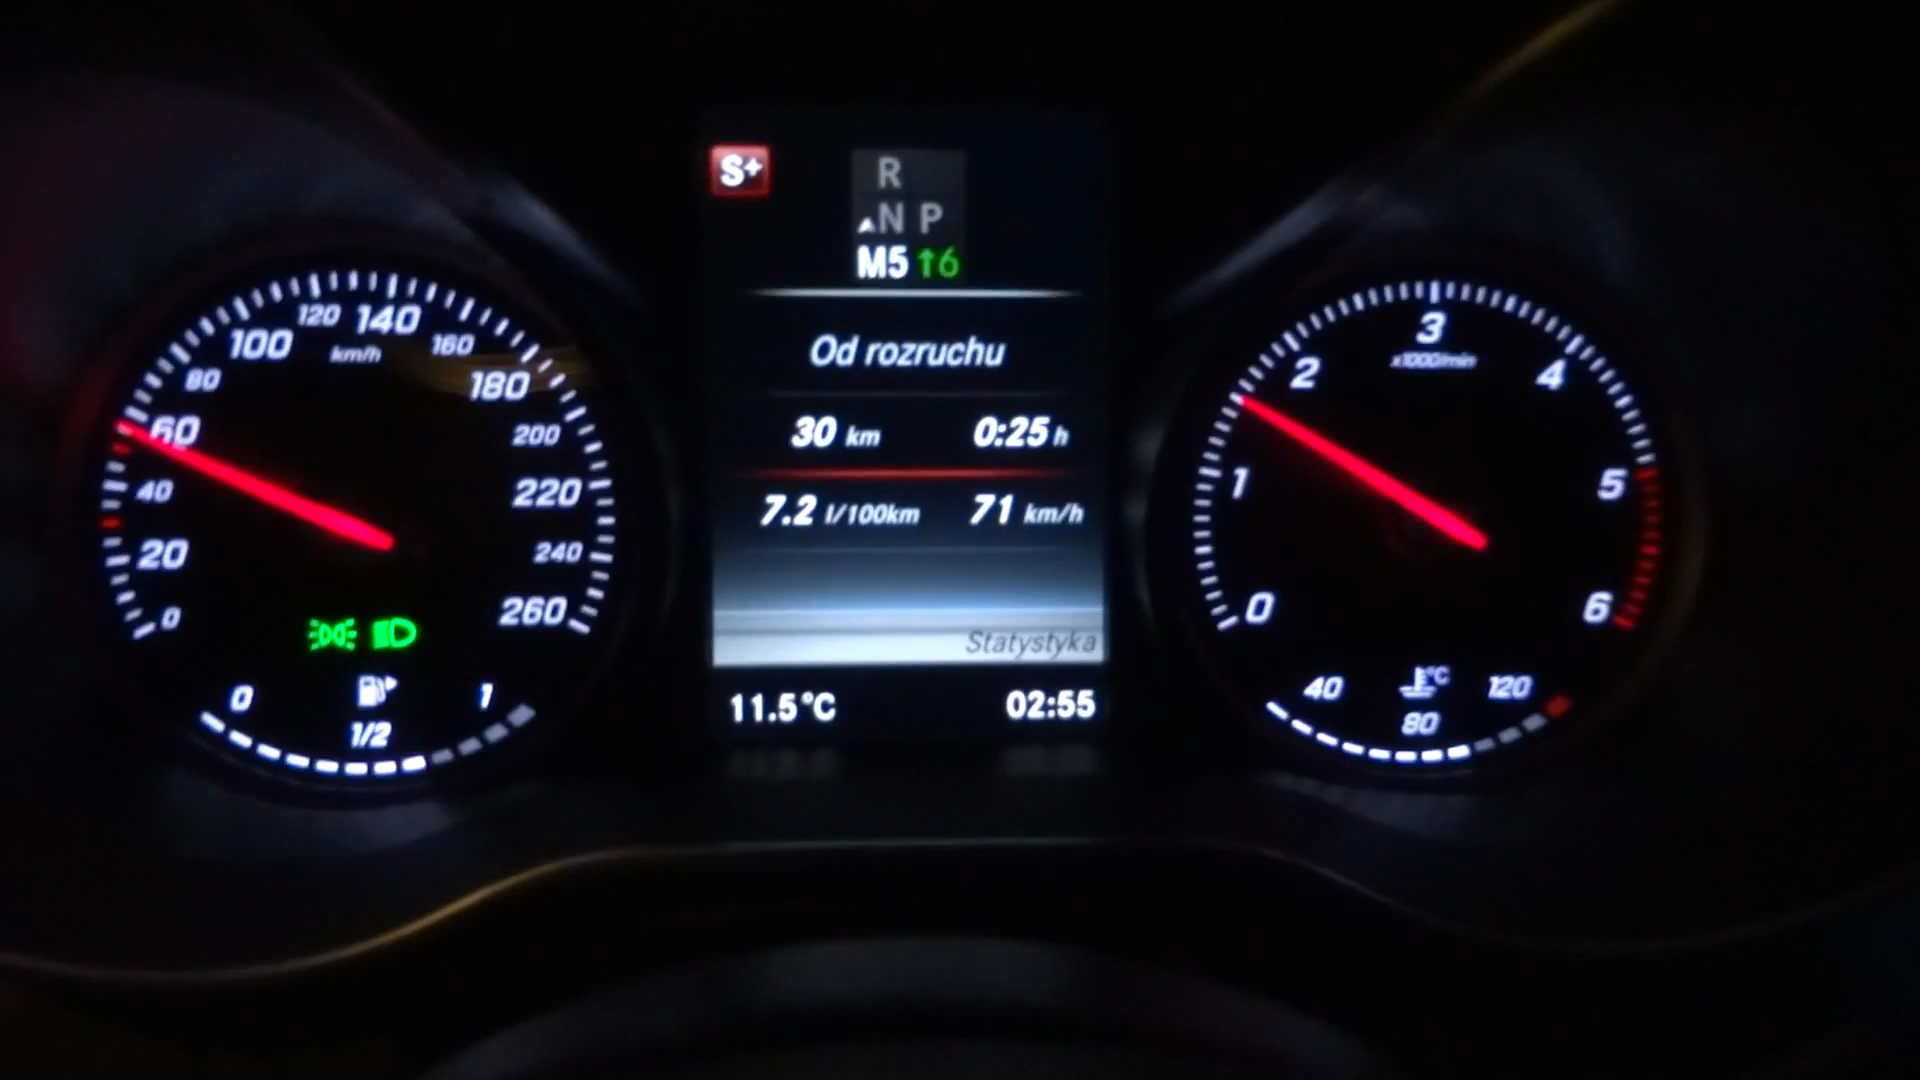 S+
R
N P
M5 ↑6
Od rozruchu
30 km 0:25 h
7.2 l/100km 71 km/h
Statystyka
11.5°C 02:55
0 20 40 60 80 100 120 140 160 180 200 220 240 260
km/h
0 1/2 1
0 1 2 3 4 5 6
x1000/min
40 80 120
°C